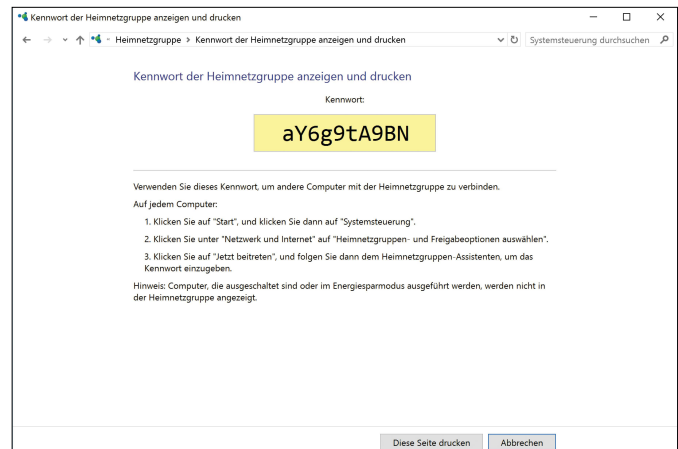 Kennwort der Heimnetzgruppe anzeigen und drucken
Heimnetzgruppe > Kennwort der Heimnetzgruppe anzeigen und drucken
Systemsteuerung durchsuchen
Kennwort der Heimnetzgruppe anzeigen und drucken
Kennwort:
aY6g9tA9BN
Verwenden Sie dieses Kennwort, um andere Computer mit der Heimnetzgruppe zu verbinden.
Auf jedem Computer:
1. Klicken Sie auf "Start", und klicken Sie dann auf "Systemsteuerung".
2. Klicken Sie unter "Netzwerk und Internet" auf "Heimnetzgruppen- und Freigabeoptionen auswählen".
3. Klicken Sie auf "Jetzt beitreten", und folgen Sie dann dem Heimnetzgruppen-Assistenten, um das
Kennwort einzugeben.
Hinweis: Computer, die ausgeschaltet sind oder im Energiesparmodus ausgeführt werden, werden nicht in
der Heimnetzgruppe angezeigt.
Diese Seite drucken
Abbrechen